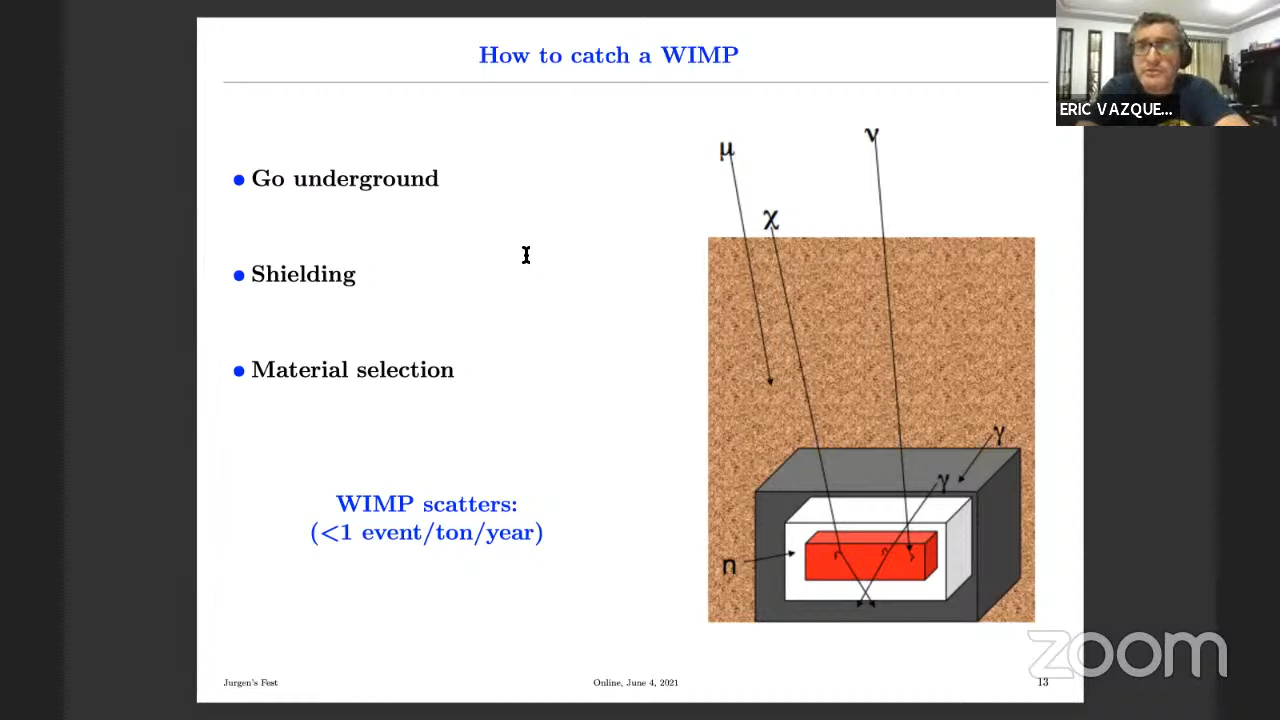 How to catch a WIMP
ERIC VAZQUE...
μ
ν
χ
Go underground
Shielding
Material selection
γ
γ
WIMP scatters:
(<1 event/ton/year)
n
zoom
Jurgen's Fest
Online, June 4, 2021
13